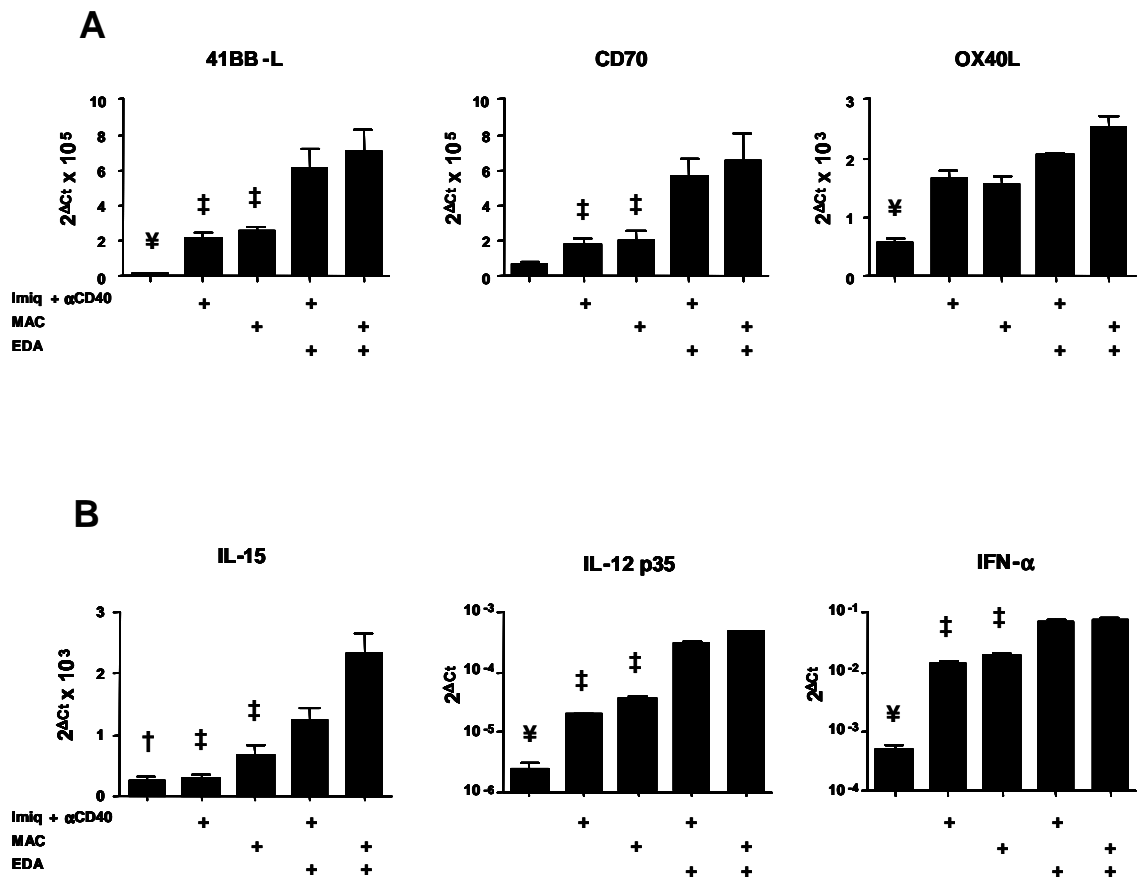 A
41BB -L
CD70
OX40L
2ΔCt x 10⁵
10
8
6
4
2
0
¥ ‡ ‡
2ΔCt x 10⁵
10
8
6
4
2
0
‡ ‡
2ΔCt x 10³
3
2
1
0
¥
Imiq + αCD40 + + + + + +
MAC + + + + + +
EDA + + + + + +
B
IL-15
IL-12 p35
IFN-α
2ΔCt x 10³
3
2
1
0
† ‡ ‡
2ΔCt
10⁻³
10⁻⁴
10⁻⁵
10⁻⁶
¥ ‡ ‡
2ΔCt
10⁻¹
10⁻²
10⁻³
10⁻⁴
¥ ‡ ‡
Imiq + αCD40 + + + + + +
MAC + + + + + +
EDA + + + + + +